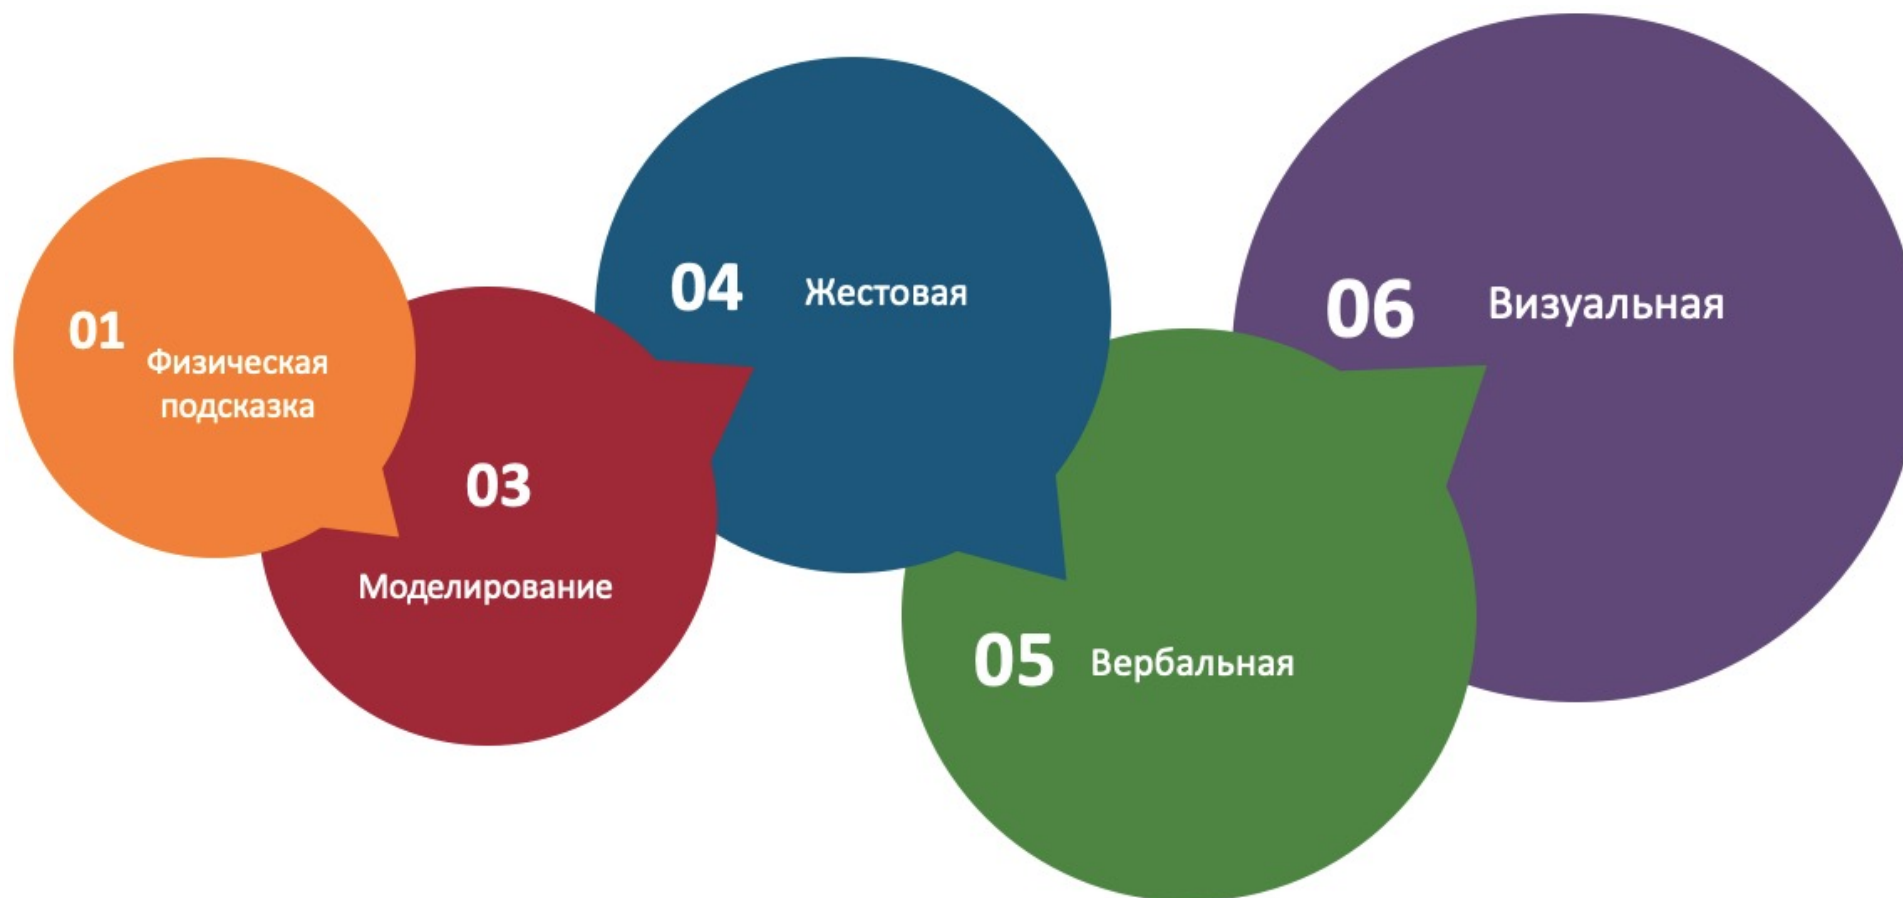 01
Физическая
подсказка
03
Моделирование
04
Жестовая
05
Вербальная
06
Визуальная